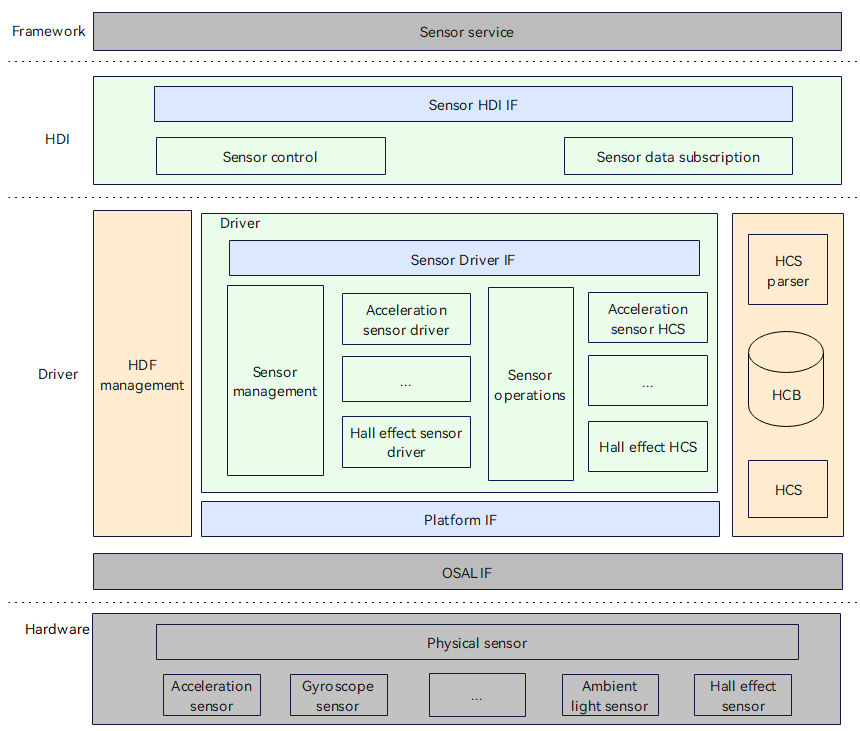 Framework
Sensor service
HDI
Sensor HDI IF
Sensor control
Sensor data subscription
Driver
HDF
management
Driver
Sensor Driver IF
Sensor
management
Acceleration
sensor driver
...
Hall effect sensor
driver
Sensor
operations
Acceleration
sensor HCS
...
Hall effect HCS
Platform IF
HCS
parser
HCB
HCS
OSAL IF
Hardware
Physical sensor
Acceleration
sensor
Gyroscope
sensor
...
Ambient
light sensor
Hall effect
sensor